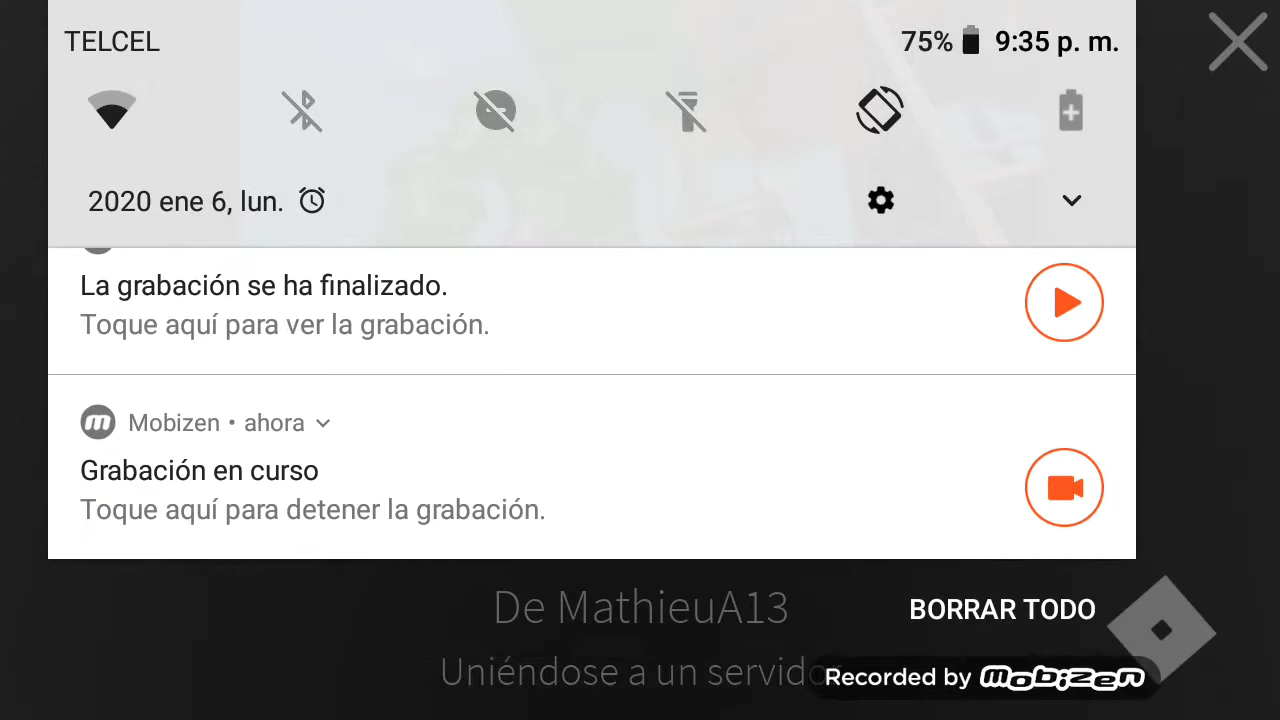 TELCEL
75% 9:35 p. m.
2020 ene 6, lun.
La grabación se ha finalizado.
Toque aquí para ver la grabación.
m Mobizen • ahora
Grabación en curso
Toque aquí para detener la grabación.
De MathieuA13
BORRAR TODO
Uniéndose a un servidor
Recorded by mobizen